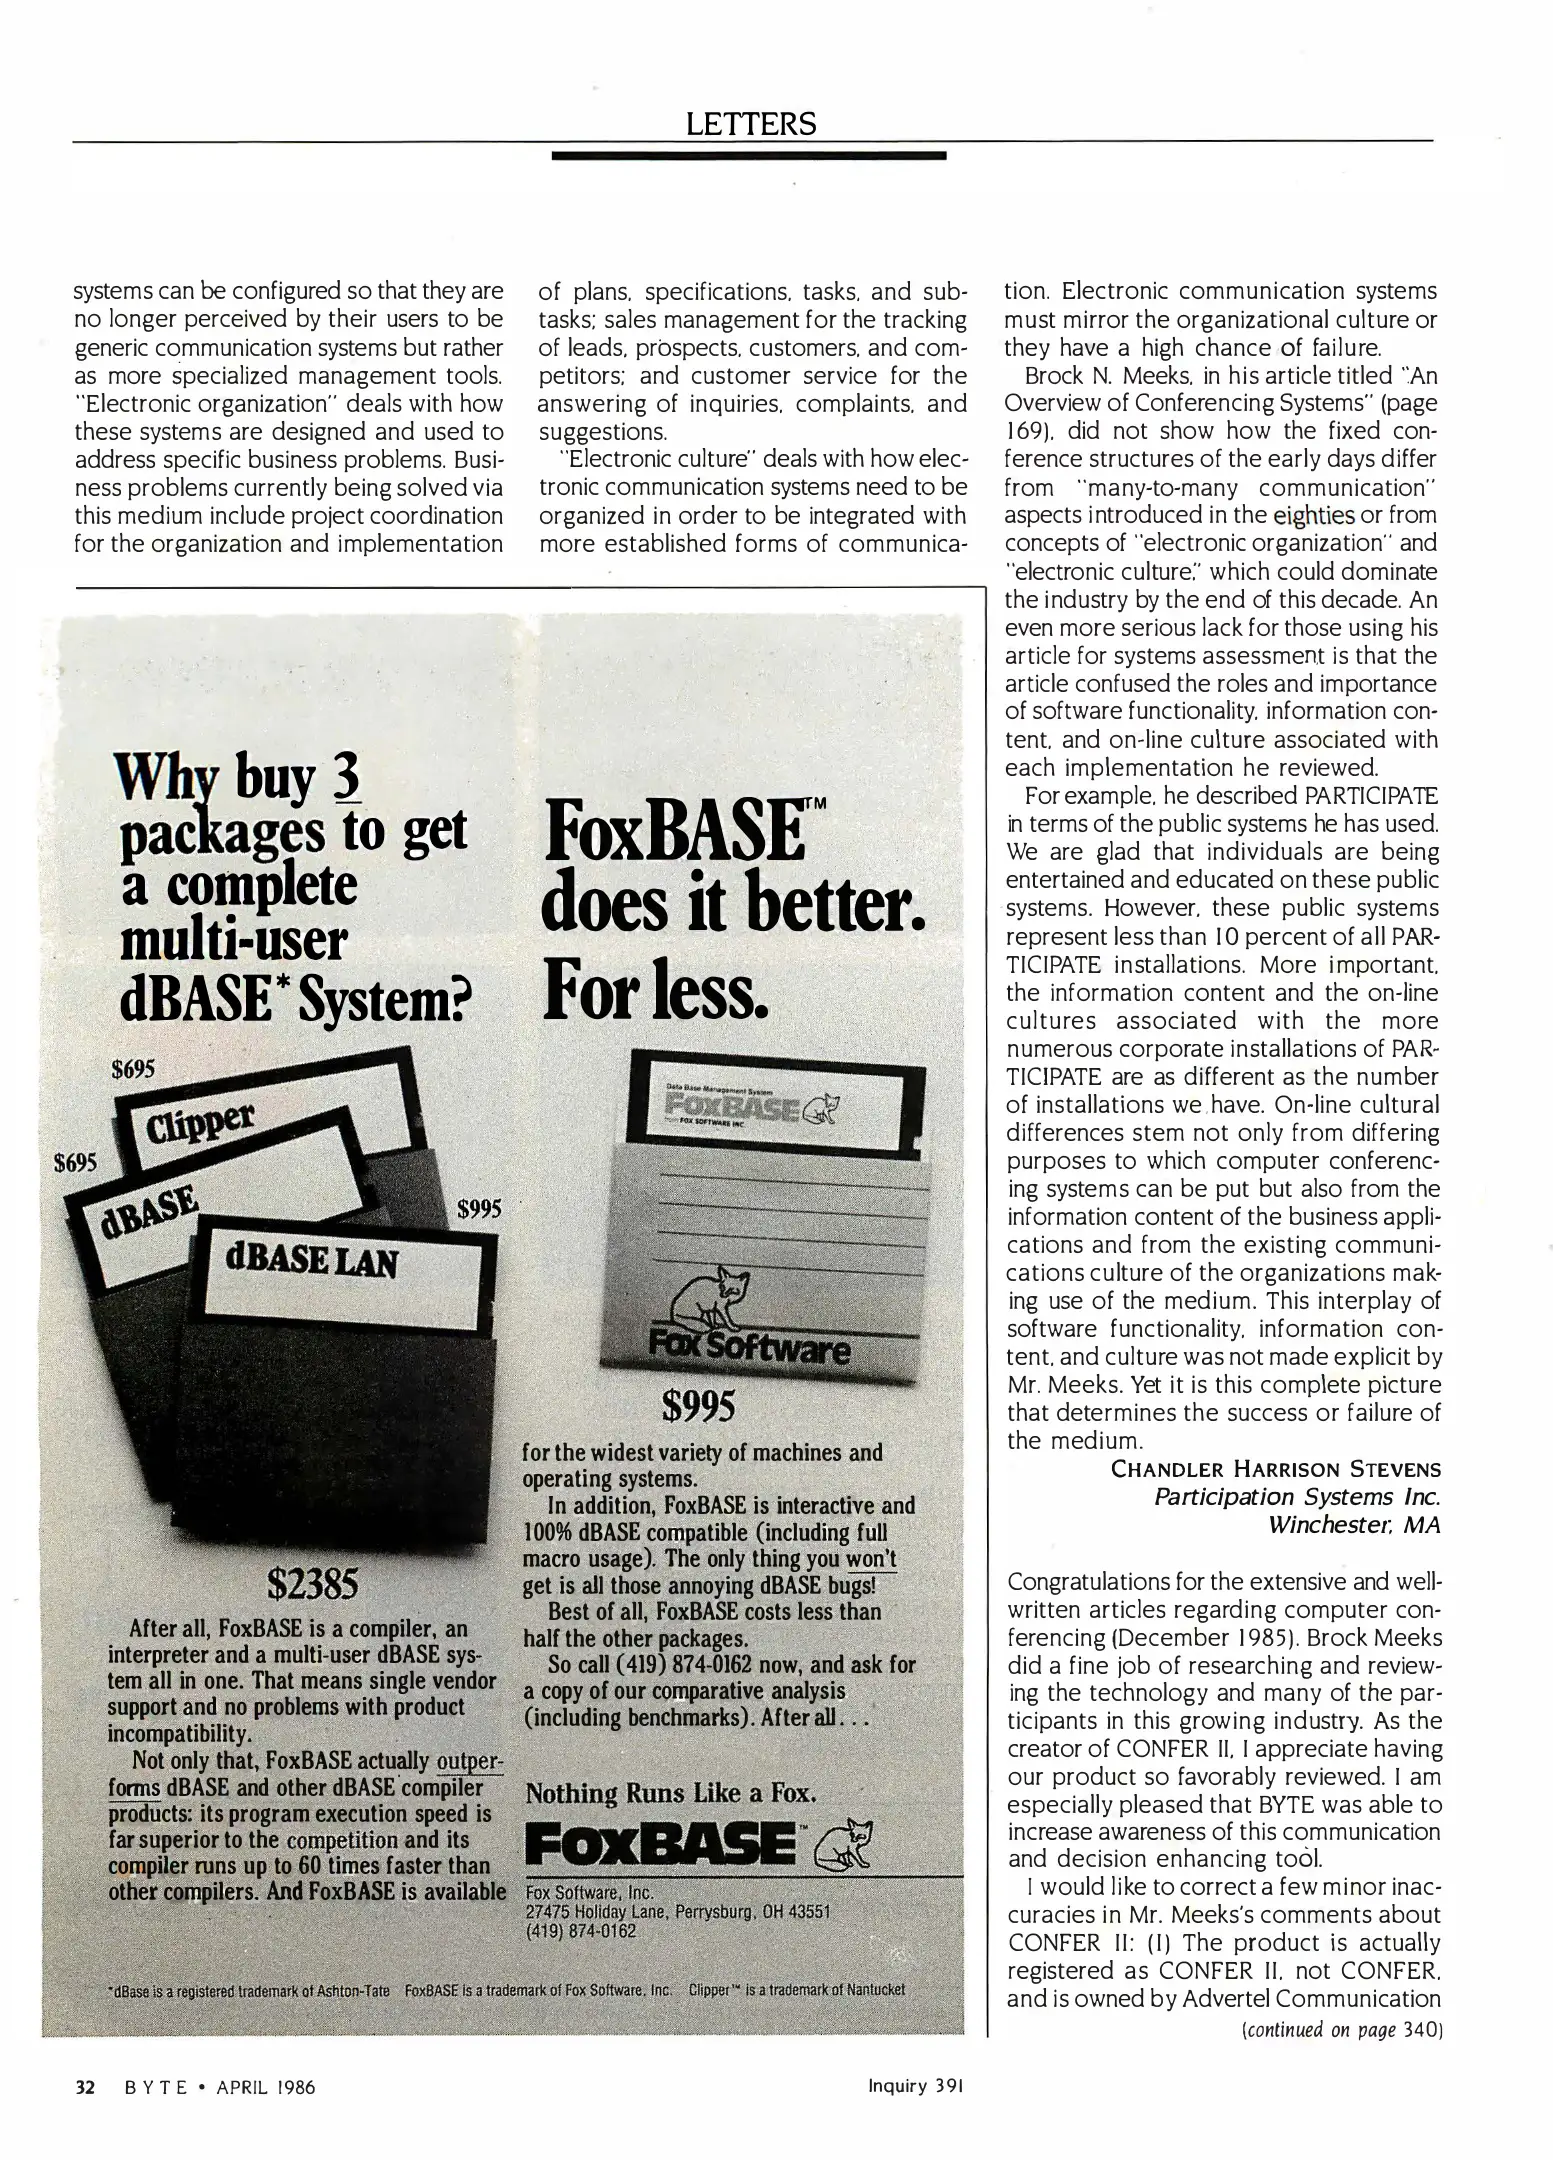 LETTERS
systems can be configured so that they are
no longer perceived by their users to be
generic communication systems but rather
as more specialized management tools.
"Electronic organization" deals with how
these systems are designed and used to
address specific business problems. Busi-
ness problems currently being solved via
this medium include project coordination
for the organization and implementation
of plans, specifications, tasks, and sub-
tasks; sales management for the tracking
of leads, prospects, customers, and com-
petitors; and customer service for the
answering of inquiries, complaints, and
suggestions.
"Electronic culture" deals with how elec-
tronic communication systems need to be
organized in order to be integrated with
more established forms of communica-
tion. Electronic communication systems
must mirror the organizational culture or
they have a high chance of failure.
Brock N. Meeks, in his article titled "An
Overview of Conferencing Systems" (page
169), did not show how the fixed con-
ference structures of the early days differ
from "many-to-many communication"
aspects introduced in the eighties or from
concepts of "electronic organization" and
"electronic culture," which could dominate
the industry by the end of this decade. An
even more serious lack for those using his
article for systems assessment is that the
article confused the roles and importance
of software functionality, information con-
tent, and on-line culture associated with
each implementation he reviewed.
For example, he described PARTICIPATE
in terms of the public systems he has used.
We are glad that individuals are being
entertained and educated on these public
systems. However, these public systems
represent less than 10 percent of all PAR-
TICIPATE installations. More important,
the information content and the on-line
cultures associated with the more
numerous corporate installations of PAR-
TICIPATE are as different as the number
of installations we have. On-line cultural
differences stem not only from differing
purposes to which computer conferenc-
ing systems can be put but also from the
information content of the business appli-
cations and from the existing communi-
cations culture of the organizations mak-
ing use of the medium. This interplay of
software functionality, information con-
tent, and culture was not made explicit by
Mr. Meeks. Yet it is this complete picture
that determines the success or failure of
the medium.
CHANDLER HARRISON STEVENS
Participation Systems Inc.
Winchester, MA
Congratulations for the extensive and well-
written articles regarding computer con-
ferencing (December 1985). Brock Meeks
did a fine job of researching and review-
ing the technology and many of the par-
ticipants in this growing industry. As the
creator of CONFER II, I appreciate having
our product so favorably reviewed. I am
especially pleased that BYTE was able to
increase awareness of this communication
and decision enhancing tool.
I would like to correct a few minor inac-
curacies in Mr. Meeks's comments about
CONFER II: (1) The product is actually
registered as CONFER II, not CONFER,
and is owned by Advertel Communication
(continued on page 340)
Why buy 3
packages to get
a complete
multi-user
dBASE* System?
$695
Clipper
$695
dBASE
$995
dBASE LAN
$2385
After all, FoxBASE is a compiler, an
interpreter and a multi-user dBASE sys-
tem all in one. That means single vendor
support and no problems with product
incompatibility.
Not only that, FoxBASE actually outper-
forms dBASE and other dBASE compiler
products: its program execution speed is
far superior to the competition and its
compiler runs up to 60 times faster than
other compilers. And FoxBASE is available
FoxBASE™
does it better.
For less.
Data Base Management System
FOXBASE
from FOX SOFTWARE INC.
Fox Software
$995
for the widest variety of machines and
operating systems.
In addition, FoxBASE is interactive and
100% dBASE compatible (including full
macro usage). The only thing you won't
get is all those annoying dBASE bugs!
Best of all, FoxBASE costs less than
half the other packages.
So call (419) 874-0162 now, and ask for
a copy of our comparative analysis
(including benchmarks). After all...
Nothing Runs Like a Fox.
FOXBASE™
Fox Software, Inc.
27475 Holiday Lane, Perrysburg, OH 43551
(419) 874-0162
*dBase is a registered trademark of Ashton-Tate FoxBASE is a trademark of Fox Software, Inc. Clipper™ is a trademark of Nantucket
32 BYTE • APRIL 1986
Inquiry 391